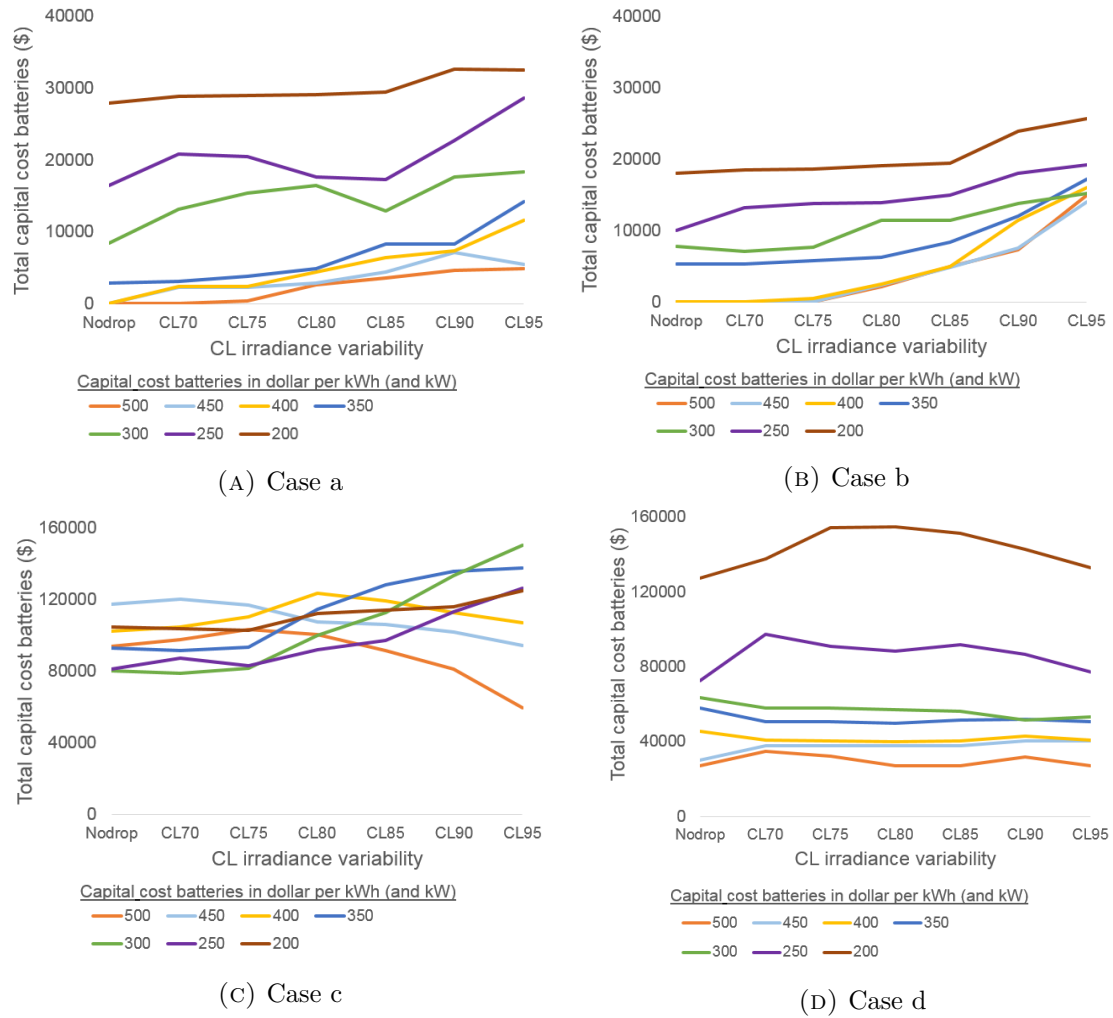 Total capital cost batteries ($)
40000
30000
20000
10000
0
Nodrop CL70 CL75 CL80 CL85 CL90 CL95
CL irradiance variability
Capital cost batteries in dollar per kWh (and kW)
500 450 400 350
300 250 200
(A) Case a
Total capital cost batteries ($)
40000
30000
20000
10000
0
Nodrop CL70 CL75 CL80 CL85 CL90 CL95
CL irradiance variability
Capital cost batteries in dollar per kWh (and kW)
500 450 400 350
300 250 200
(B) Case b
Total capital cost batteries ($)
160000
120000
80000
40000
0
Nodrop CL70 CL75 CL80 CL85 CL90 CL95
CL irradiance variability
Capital cost batteries in dollar per kWh (and kW)
500 450 400 350
300 250 200
(C) Case c
Total capital cost batteries ($)
160000
120000
80000
40000
0
Nodrop CL70 CL75 CL80 CL85 CL90 CL95
CL irradiance variability
Capital cost batteries in dollar per kWh (and kW)
500 450 400 350
300 250 200
(D) Case d